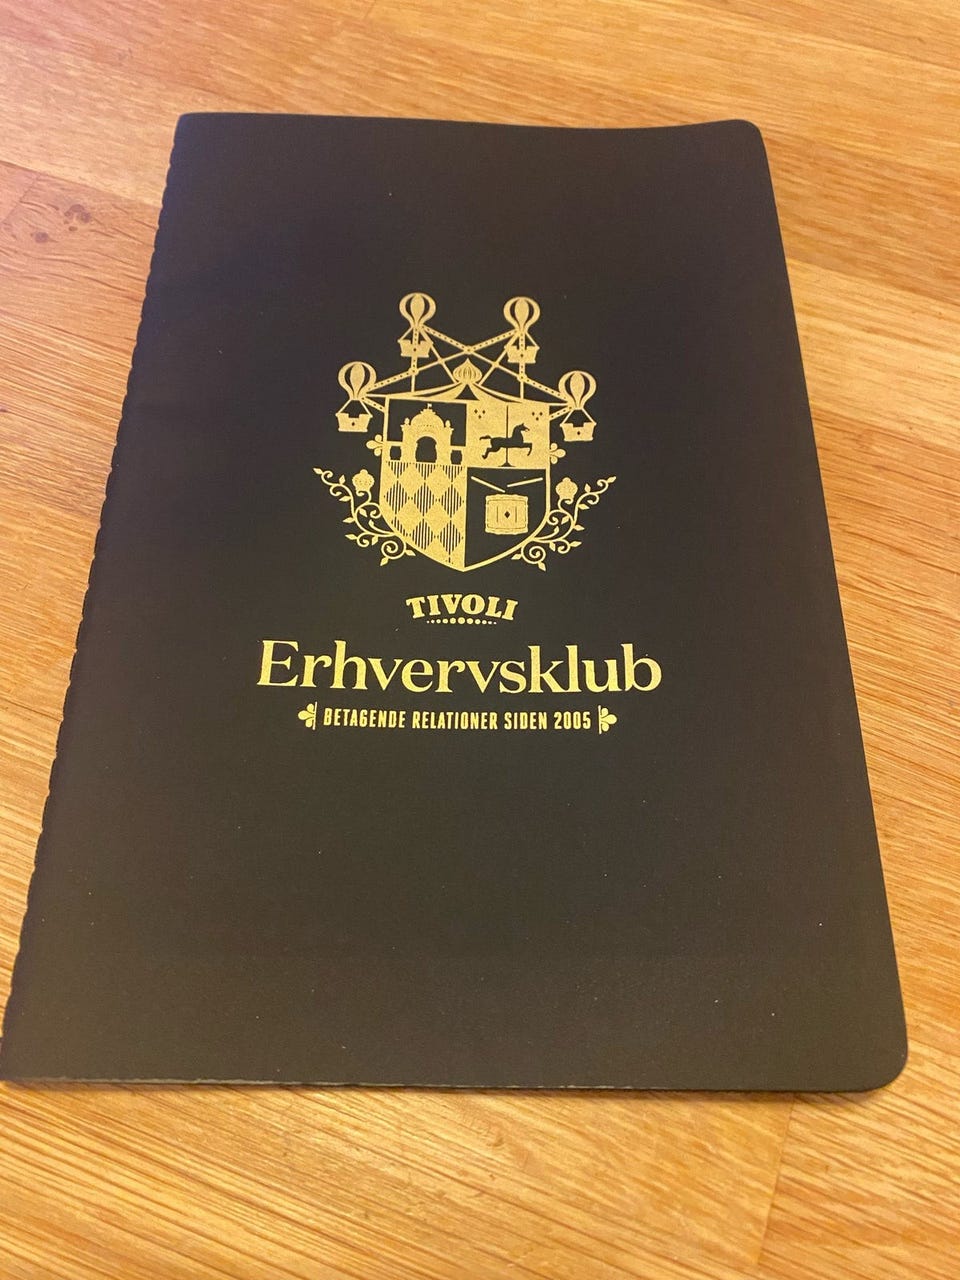 TIVOLI
Erhvervsklub
BETAGENDE RELATIONER SIDEN 2005